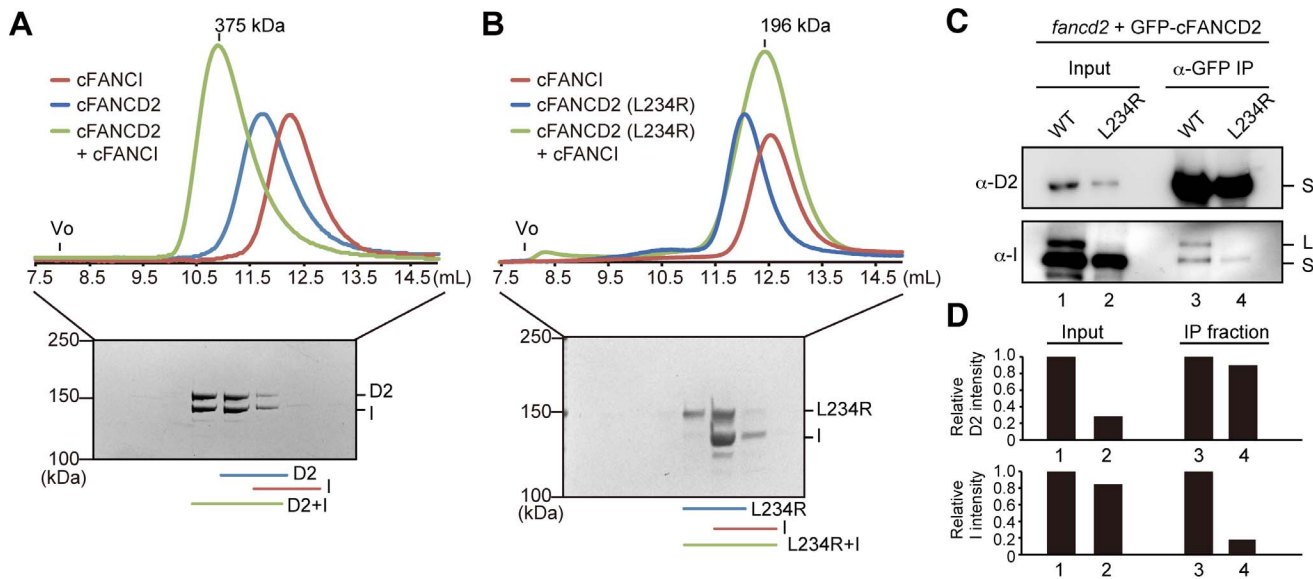 A
375 kDa
cFANCI
cFANCD2
cFANCD2
+ cFANCI
Vo
7.5 8.5 9.5 10.5 11.5 12.5 13.5 14.5 (mL)
250
150
100
(kDa)
D2
I
D2
I
D2+I
B
196 kDa
cFANCI
cFANCD2 (L234R)
cFANCD2 (L234R)
+ cFANCI
Vo
7.5 8.5 9.5 10.5 11.5 12.5 13.5 14.5 (mL)
250
150
100
(kDa)
L234R
I
L234R
I
L234R+I
C
fancd2 + GFP-cFANCD2
Input α-GFP IP
WT L234R WT L234R
α-D2 S
α-I L
S
1 2 3 4
D
Input IP fraction
Relative
D2 intensity
1.0
0.8
0.6
0.4
0.2
0
1 2 3 4
Relative
I intensity
1.0
0.8
0.6
0.4
0.2
0
1 2 3 4